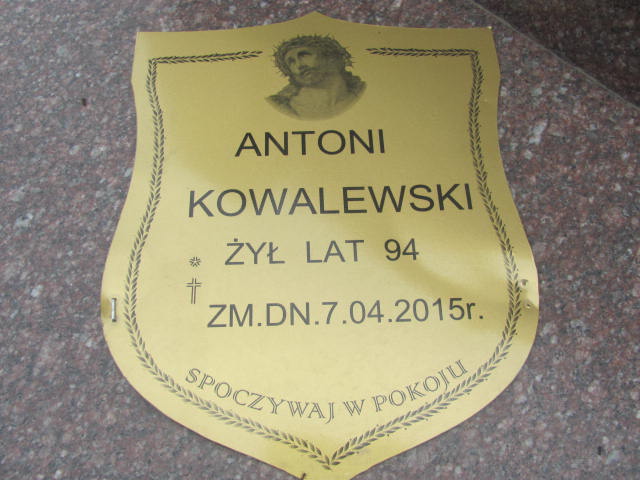 ANTONI
KOWALEWSKI
* ŻYŁ LAT 94
† ZM.DN.7.04.2015r.
SPOCZYWAJ W POKOJU